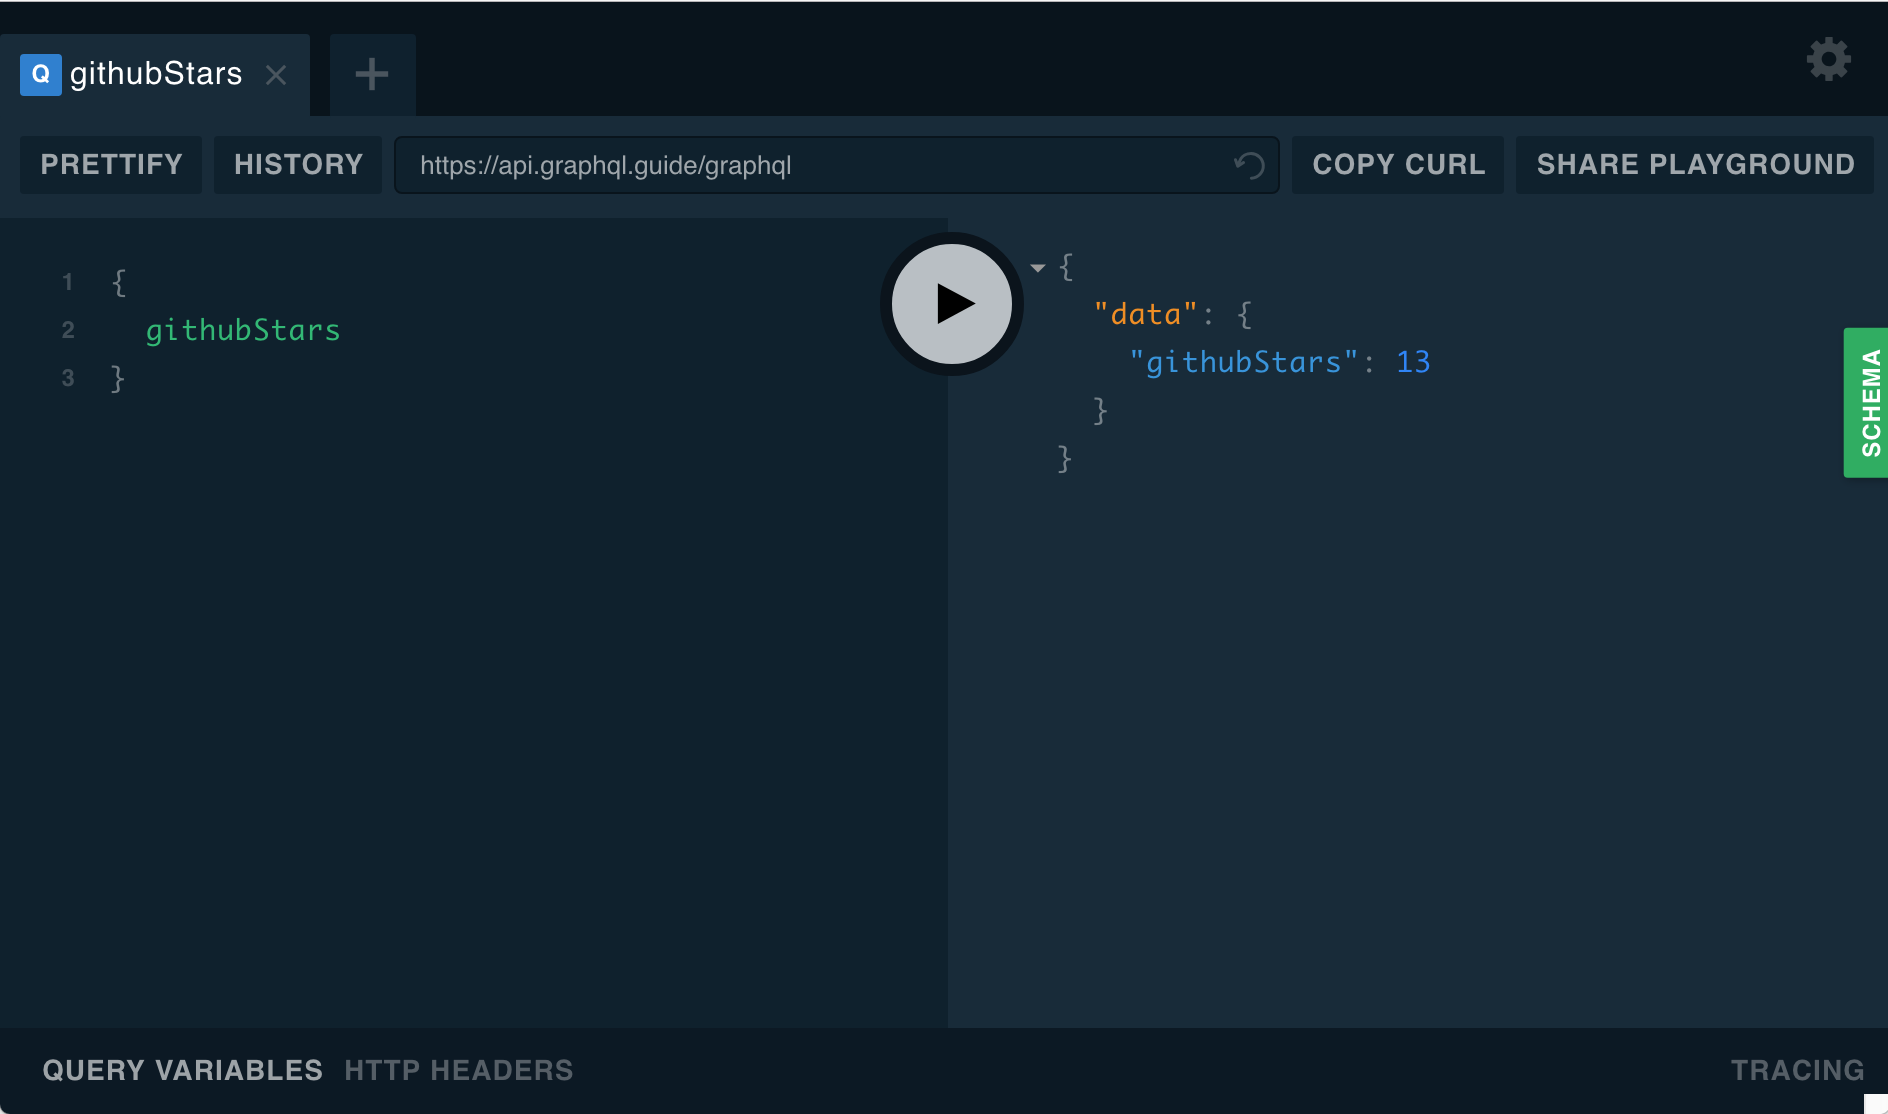 Q githubStars
PRETTIFY HISTORY https://api.graphql.guide/graphql COPY CURL SHARE PLAYGROUND
1 {
2 githubStars
3 }
{
"data": {
"githubStars": 13
}
}
SCHEMA
QUERY VARIABLES HTTP HEADERS TRACING